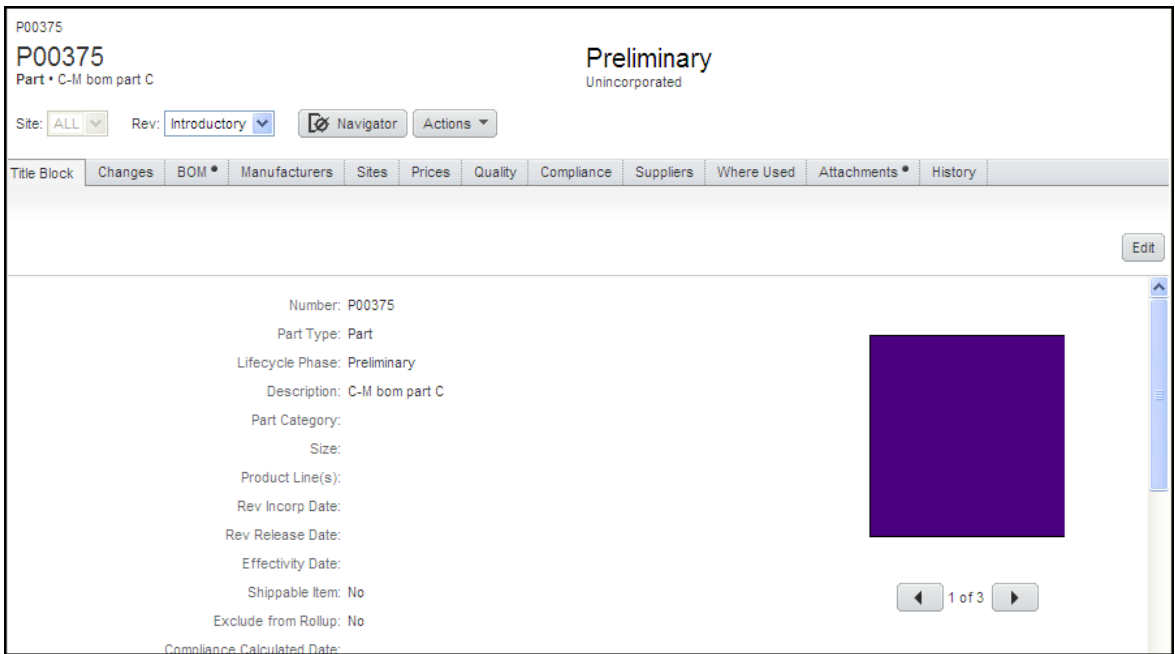 P00375
P00375
Part • C-M bom part C
Preliminary
Unincorporated
Site: ALL Rev: Introductory Navigator Actions
Title Block Changes BOM • Manufacturers Sites Prices Quality Compliance Suppliers Where Used Attachments • History
Edit
Number: P00375
Part Type: Part
Lifecycle Phase: Preliminary
Description: C-M bom part C
Part Category:
Size:
Product Line(s):
Rev Incorp Date:
Rev Release Date:
Effectivity Date:
Shippable Item: No
Exclude from Rollup: No
Compliance Calculated Date:
1 of 3